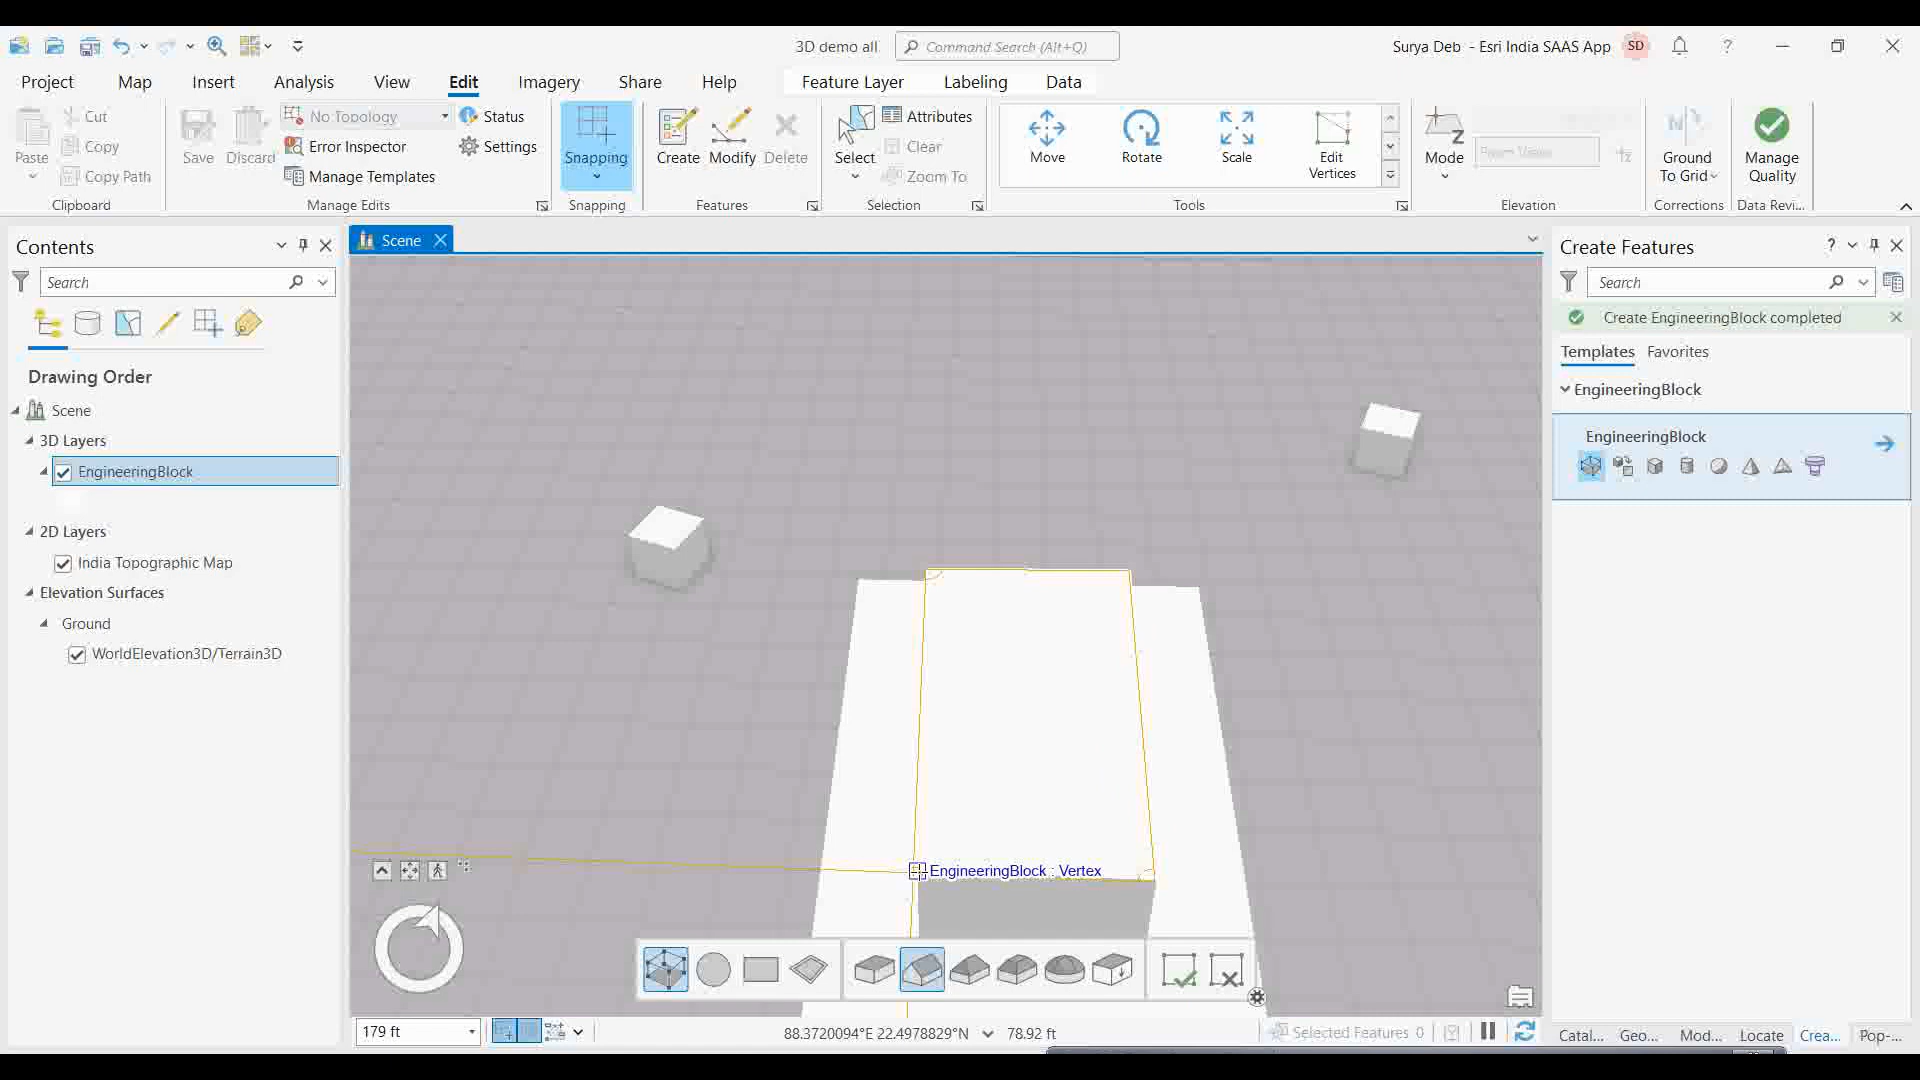 3D demo all
Command Search (Alt+Q)
Surya Deb - Esri India SAAS App
SD
Project
Map
Insert
Analysis
View
Edit
Imagery
Share
Help
Feature Layer
Labeling
Data
Paste
Cut
Copy
Copy Path
Clipboard
Save
Discard
No Topology
Error Inspector
Manage Templates
Status
Settings
Manage Edits
Snapping
Snapping
Create
Modify
Delete
Features
Select
Attributes
Clear
Zoom To
Selection
Move
Rotate
Scale
Edit
Vertices
Tools
Mode
Elevation
Ground
To Grid
Corrections
Manage
Quality
Data Revi...
Contents
Search
Drawing Order
Scene
3D Layers
EngineeringBlock
2D Layers
India Topographic Map
Elevation Surfaces
Ground
WorldElevation3D/Terrain3D
Scene
EngineeringBlock : Vertex
179 ft
88.3720094°E 22.4978829°N
78.92 ft
Selected Features 0
Create Features
Search
Create EngineeringBlock completed
Templates
Favorites
EngineeringBlock
EngineeringBlock
Catal...
Geo...
Mod...
Locate
Crea...
Pop-...